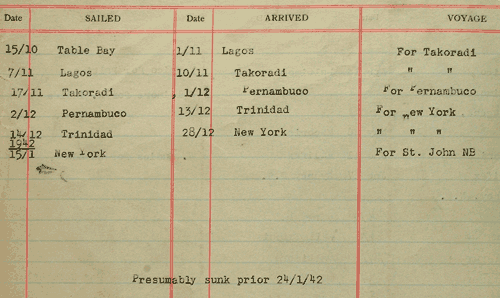 Date SAILED Date ARRIVED VOYAGE
15/10 Table Bay 1/11 Lagos For Takoradi
7/11 Lagos 10/11 Takoradi " "
17/11 Takoradi 1/12 Pernambuco For Pernambuco
2/12 Pernambuco 13/12 Trinidad For New York
14/12 Trinidad 28/12 New York " " "
1942
15/1 New York For St. John NB
Presumably sunk prior 24/1/42